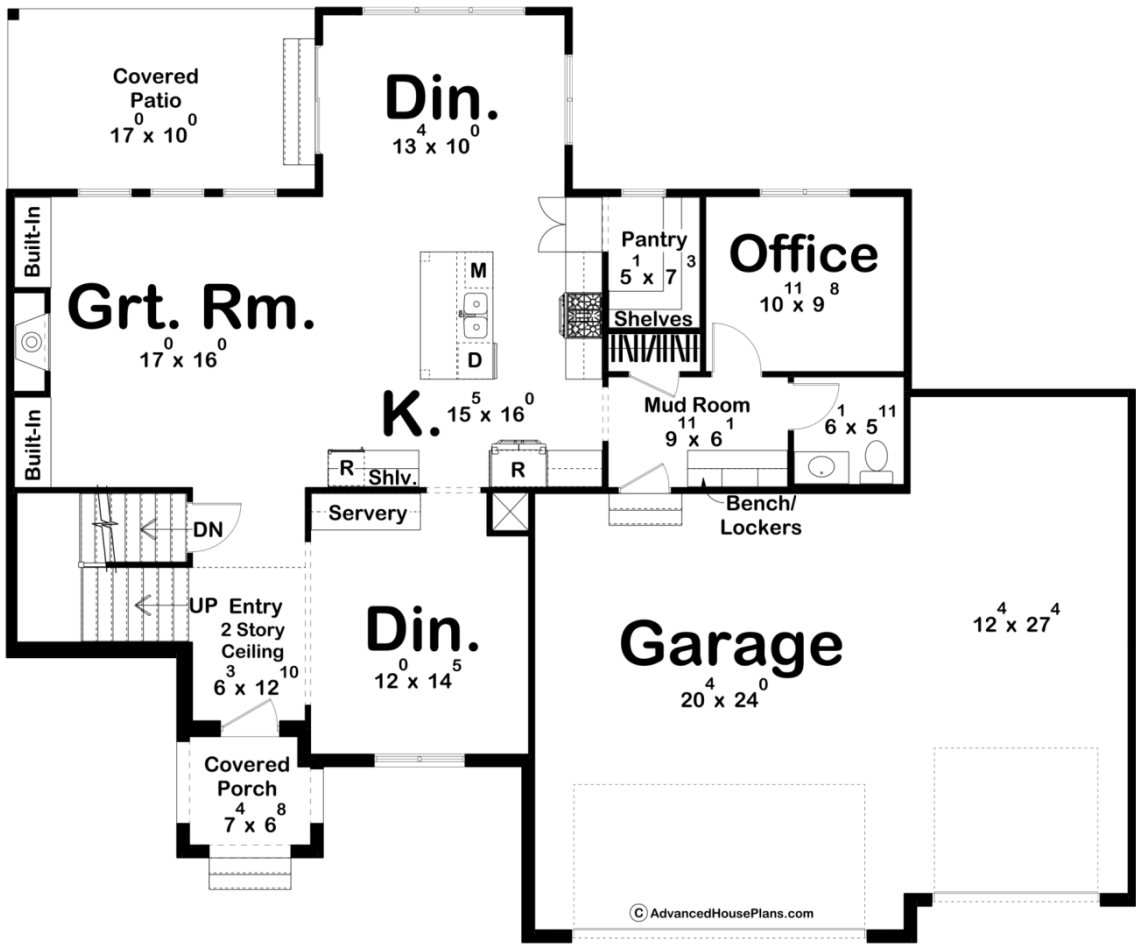 Covered
Patio
17⁰ x 10⁰
Din.
13⁴ x 10⁰
Built-In
Grt. Rm.
17⁰ x 16⁰
Built-In
M
D
K. 15⁵ x 16⁰
R Shlv.
R
Pantry
5¹ x 7³
Shelves
Office
10¹¹ x 9⁸
Mud Room
9¹¹ x 6¹
6¹ x 5¹¹
Bench/
Lockers
DN
UP
Entry
2 Story
Ceiling
6³ x 12¹⁰
Servery
Din.
12⁰ x 14⁵
Garage
20⁴ x 24⁰
12⁴ x 27⁴
Covered
Porch
7⁴ x 6⁸
© AdvancedHousePlans.com